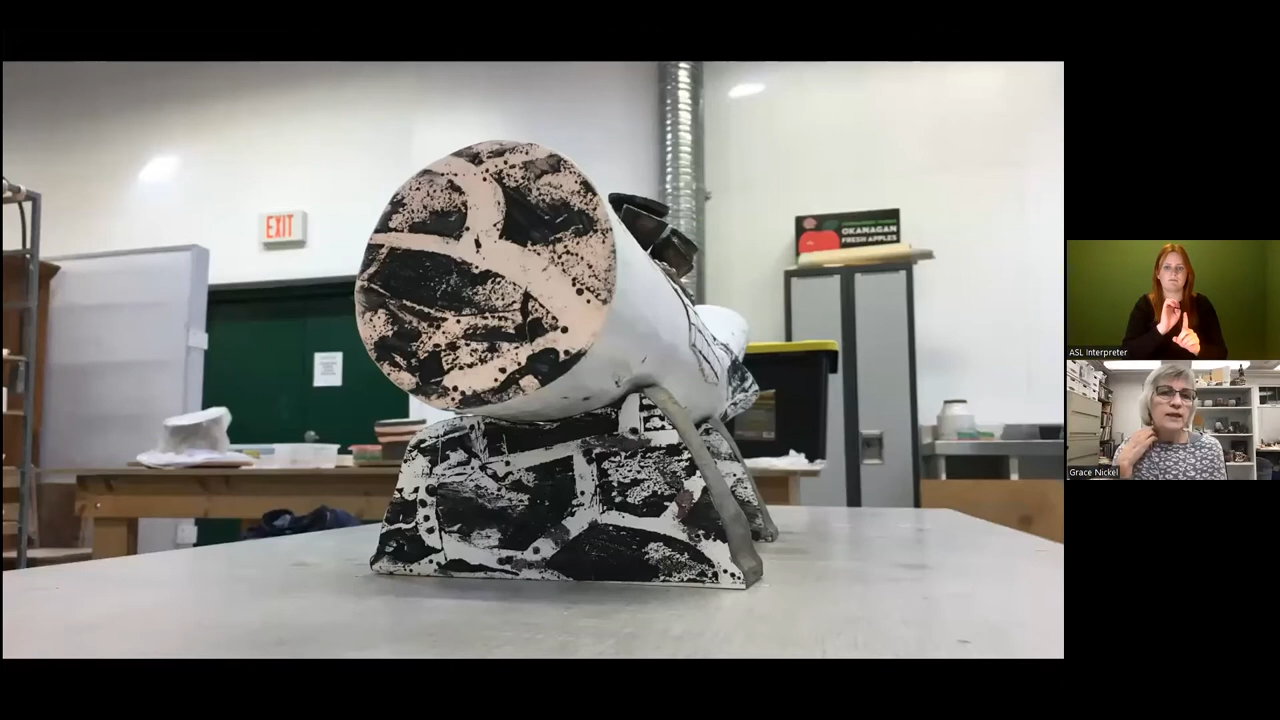 EXIT
OKANAGAN
FRESH APPLES
ASL Interpreter
Grace Nickel